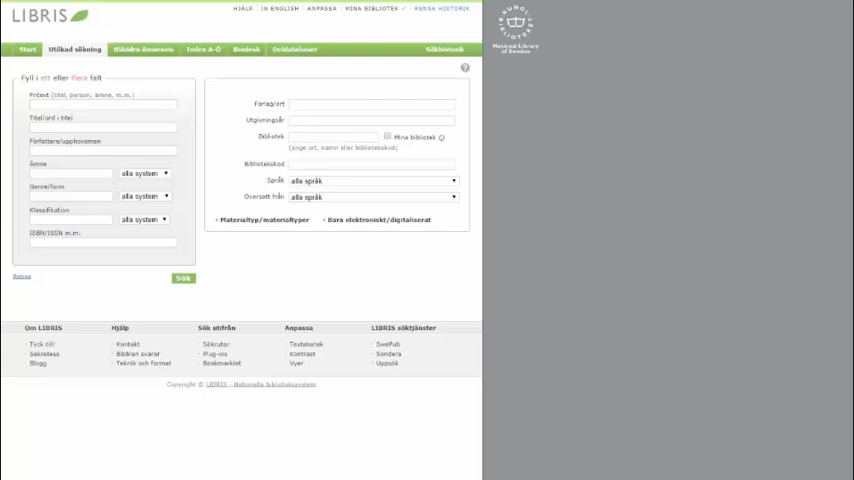 LIBRIS
HJÄLP | IN ENGLISH | ANPASSA | MINA BIBLIOTEK ✓ | RENSA HISTORIK
Start
Utökad sökning
Bläddra ämnesvis
Index A-Ö
Boolesk
Deldatabaser
Sökhistorik
Fyll i ett eller flera fält
Fritext (titel, person, ämne, m.m.)
Titel/ord i titel
Författare/upphovsman
Ämne
alla system
Genre/form
alla system
Klassifikation
alla system
ISBN/ISSN m.m.
Rensa
Sök
?
Förlag/ort
Utgivningsår
Bibliotek
Mina bibliotek
(ange ort, namn eller bibliotekskod)
Bibliotekskod
Språk
alla språk
Översatt från
alla språk
Materialtyp/materialtyper
Bara elektroniskt/digitaliserat
Om LIBRIS
Tyck till!
Sekretess
Blogg
Hjälp
Kontakt
Bibblan svarar
Teknik och format
Sök utifrån
Sökrutor
Plug-ins
Bookmarklet
Anpassa
Textstorlek
Kontrast
Vyer
LIBRIS söktjänster
SwePub
Sondera
Uppsök
Copyright © LIBRIS - Nationella bibliotekssystem
KUNGL. BIBLIOTEKET
National Library
of Sweden